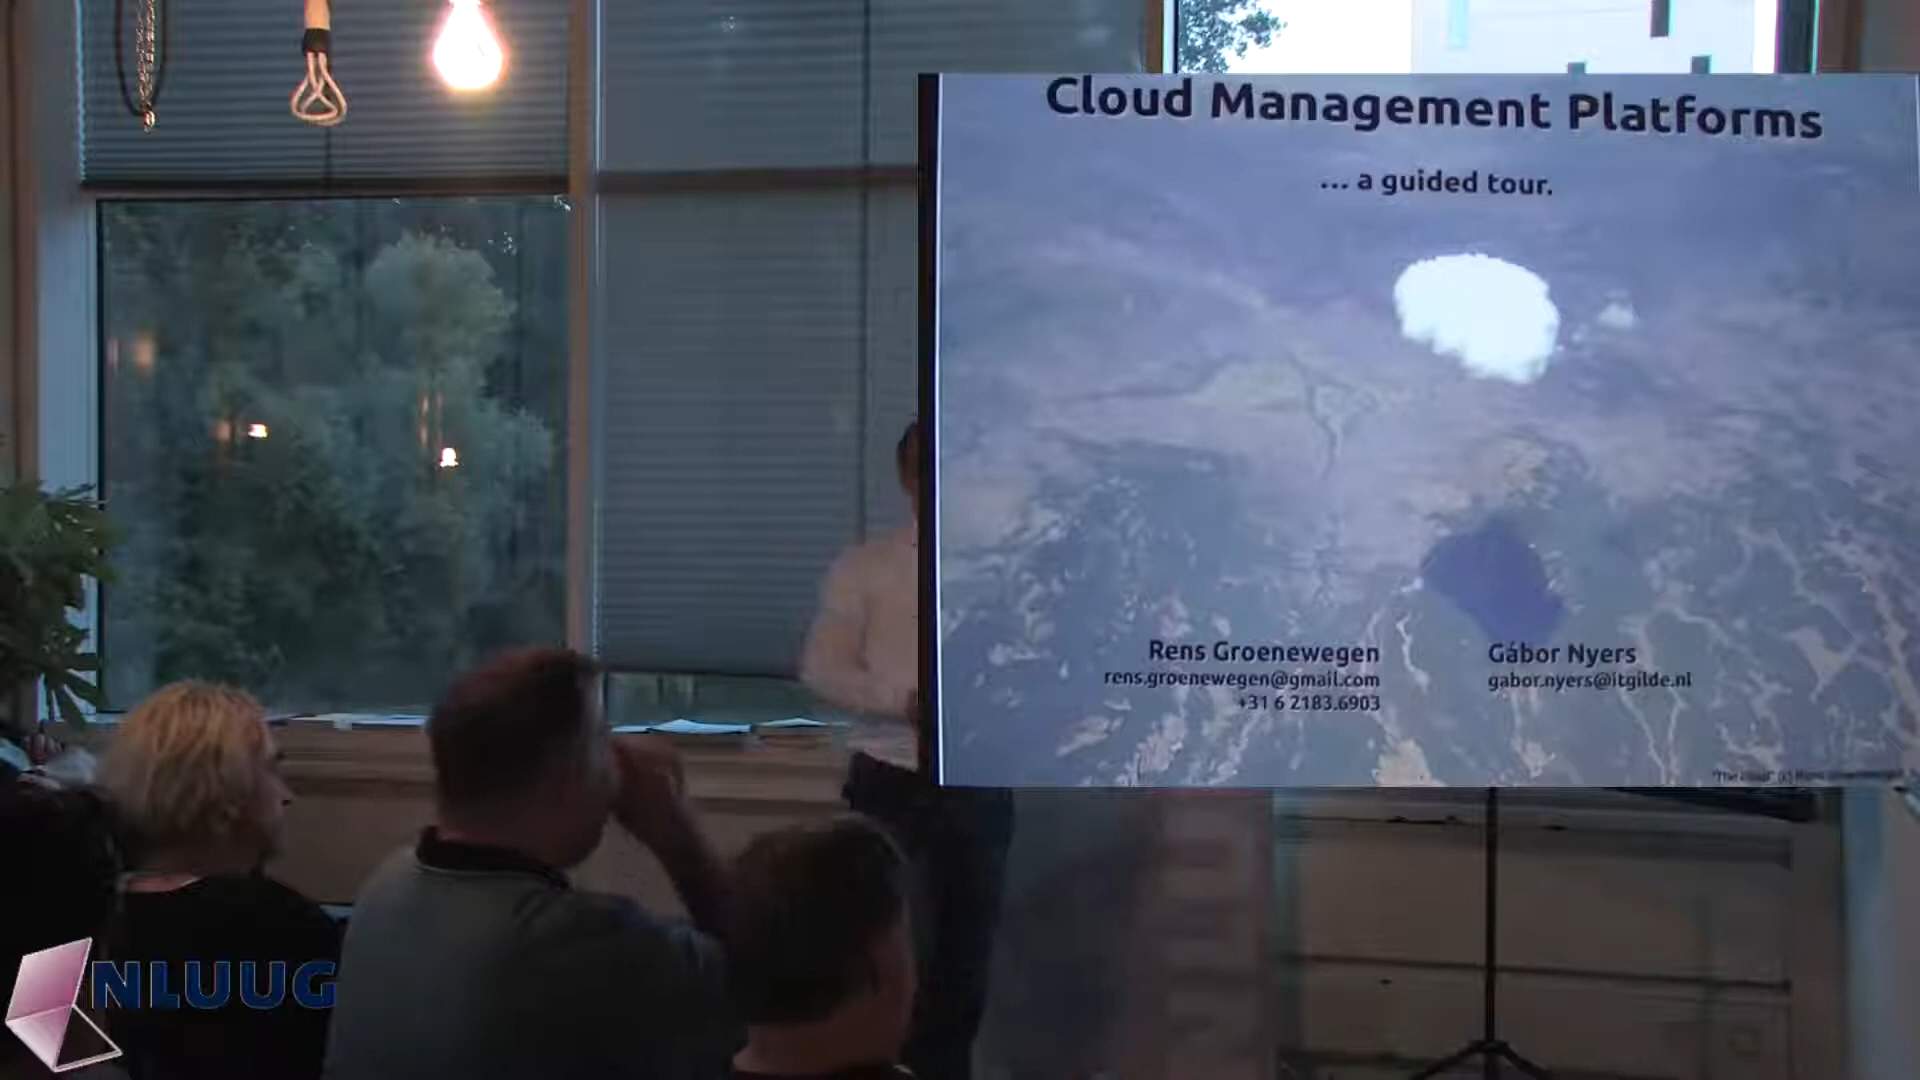 Cloud Management Platforms
... a guided tour.
Rens Groenewegen
rens.groenewegen@gmail.com
+31 6 2183.6903
Gábor Nyers
gabor.nyers@itgilde.nl
NLUUG